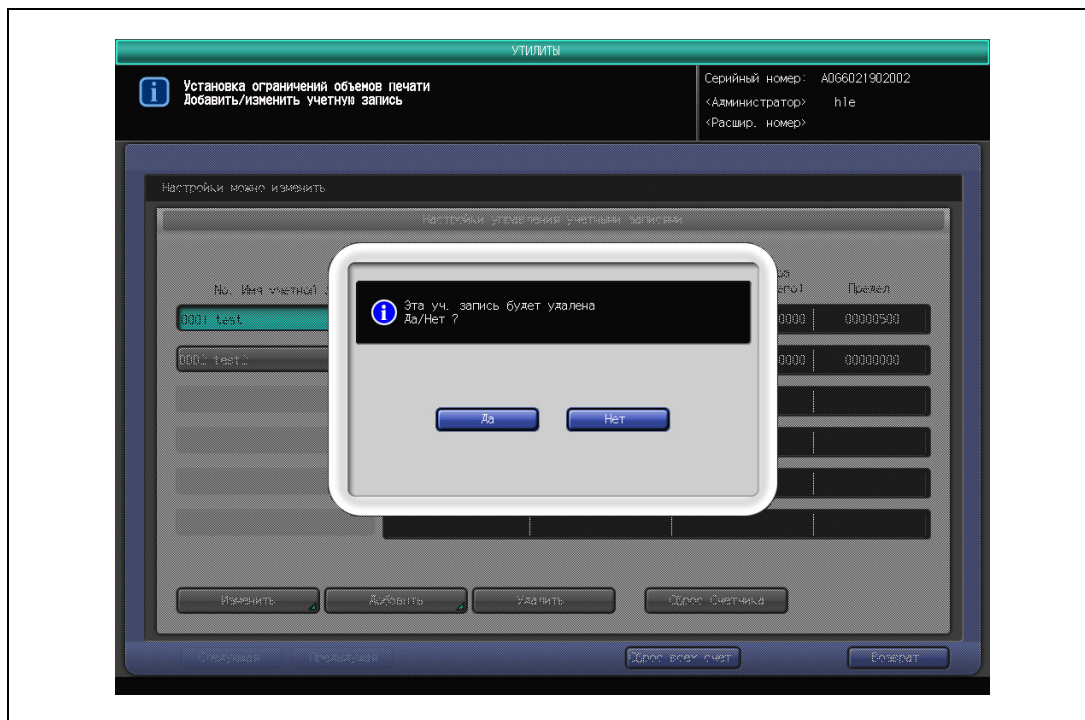 УТИЛИТЫ
Установка ограничений объемов печати
Добавить/изменить учетную запись
Серийный номер: A0G6021902002
<Администратор> hle
<Расшир. номер>
Настройки можно изменить
Настройки управления учетными записями
No. Имя учетной
Предел
0001 test
0000 00000500
0002 test2
0000 00000000
Эта уч. запись будет удалена
Да/Нет ?
Да Нет
Изменить Добавить Удалить Сброс Счетчика
Следующая Предыдущая Сброс всех счет Возврат